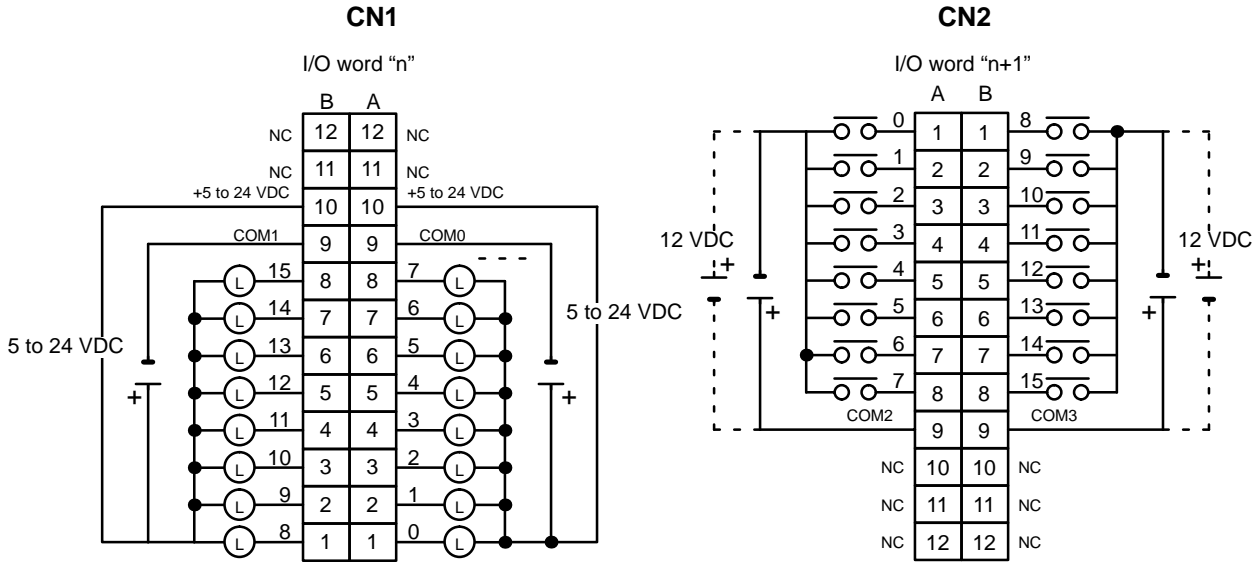 CN1
I/O word “n”
B A
NC 12 12 NC
NC 11 11 NC
+5 to 24 VDC 10 10 +5 to 24 VDC
COM1 9 9 COM0
L 15 8 8 7 L
L 14 7 7 6 L
L 13 6 6 5 L
L 12 5 5 4 L
L 11 4 4 3 L
L 10 3 3 2 L
L 9 2 2 1 L
L 8 1 1 0 L
5 to 24 VDC
+
5 to 24 VDC
+
CN2
I/O word “n+1”
A B
0 1 1 8
1 2 2 9
2 3 3 10
3 4 4 11
4 5 5 12
5 6 6 13
6 7 7 14
7 8 8 15
COM2 9 9 COM3
NC 10 10 NC
NC 11 11 NC
NC 12 12 NC
12 VDC
+
+
12 VDC
+
+